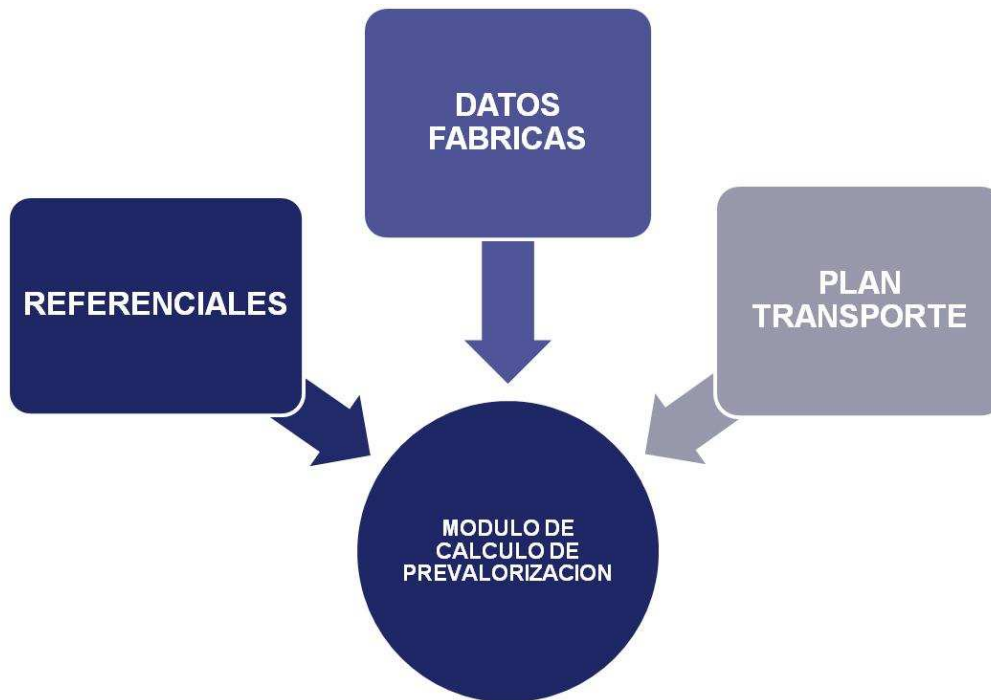 DATOS
FABRICAS
REFERENCIALES
PLAN
TRANSPORTE
MODULO DE
CALCULO DE
PREVALORIZACION